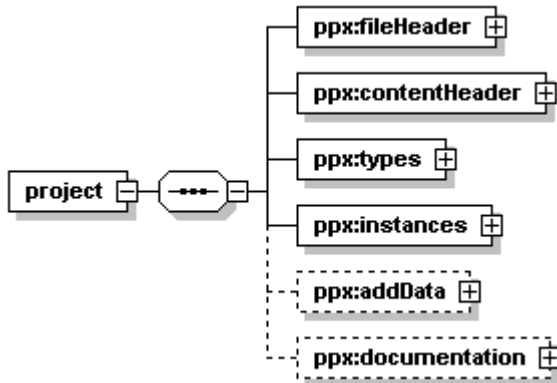 ppx:fileHeader
ppx:contentHeader
ppx:types
project
ppx:instances
ppx:addData
ppx:documentation